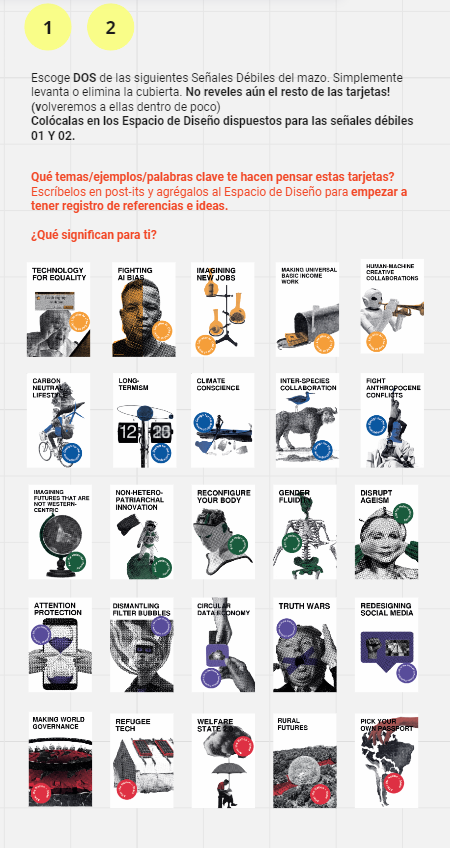 1 2
Escoge DOS de las siguientes Señales Débiles del mazo. Simplemente
levanta o elimina la cubierta. No reveles aún el resto de las tarjetas!
(volveremos a ellas dentro de poco)
Colócalas en los Espacio de Diseño dispuestos para las señales débiles
01 Y 02.
Qué temas/ejemplos/palabras clave te hacen pensar estas tarjetas?
Escríbelos en post-its y agrégalos al Espacio de Diseño para empezar a
tener registro de referencias e ideas.
¿Qué significan para ti?
TECHNOLOGY
FOR EQUALITY
FIGHTING
AI BIAS
IMAGINING
NEW JOBS
MAKING UNIVERSAL
BASIC INCOME
WORK
HUMAN-MACHINE
CREATIVE
COLLABORATIONS
CARBON
NEUTRAL
LIFESTYLE
LONG-
TERMISM
12
CLIMATE
CONSCIENCE
INTER-SPECIES
COLLABORATION
FIGHT
ANTHROPOCENE
CONFLICTS
IMAGINING
FUTURES THAT ARE
NOT WESTERN-
CENTRIC
NON-HETERO-
PATRIARCHAL
INNOVATION
RECONFIGURE
YOUR BODY
GENDER
FLUIDITY
DISRUPT
AGEISM
ATTENTION
PROTECTION
DISMANTLING
FILTER BUBBLES
CIRCULAR
DATA ECONOMY
TRUTH WARS
REDESIGNING
SOCIAL MEDIA
MAKING WORLD
GOVERNANCE
REFUGEE
TECH
WELFARE
STATE 2.0
RURAL
FUTURES
PICK YOUR
OWN PASSPORT